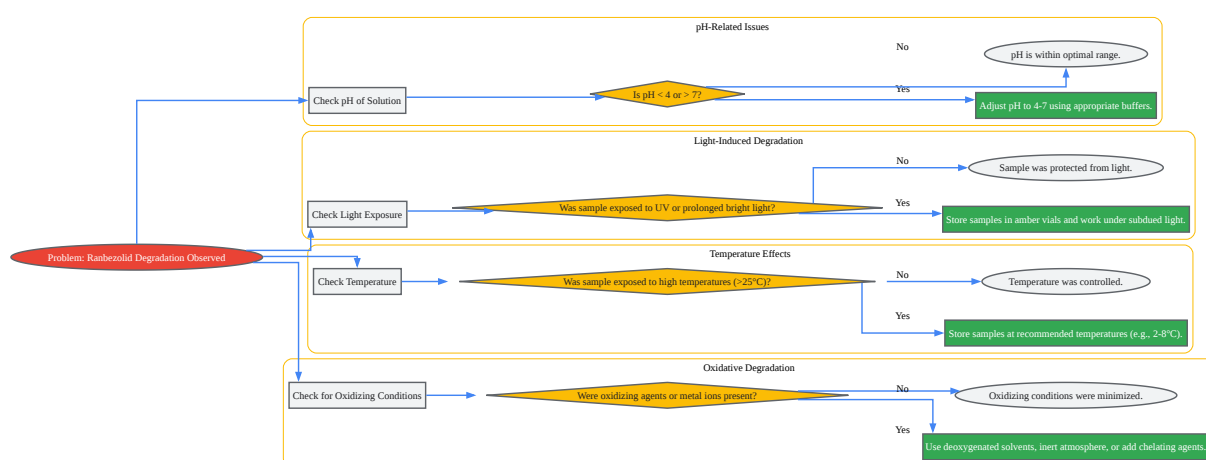 pH-Related Issues
No
pH is within optimal range.
Check pH of Solution
Is pH < 4 or > 7?
Yes
Adjust pH to 4-7 using appropriate buffers.
Light-Induced Degradation
No
Sample was protected from light.
Check Light Exposure
Was sample exposed to UV or prolonged bright light?
Yes
Store samples in amber vials and work under subdued light.
Problem: Ranbezolid Degradation Observed
Temperature Effects
No
Check Temperature
Was sample exposed to high temperatures (>25°C)?
Temperature was controlled.
Yes
Store samples at recommended temperatures (e.g., 2-8°C).
Oxidative Degradation
No
Check for Oxidizing Conditions
Were oxidizing agents or metal ions present?
Oxidizing conditions were minimized.
Yes
Use deoxygenated solvents, inert atmosphere, or add chelating agents.